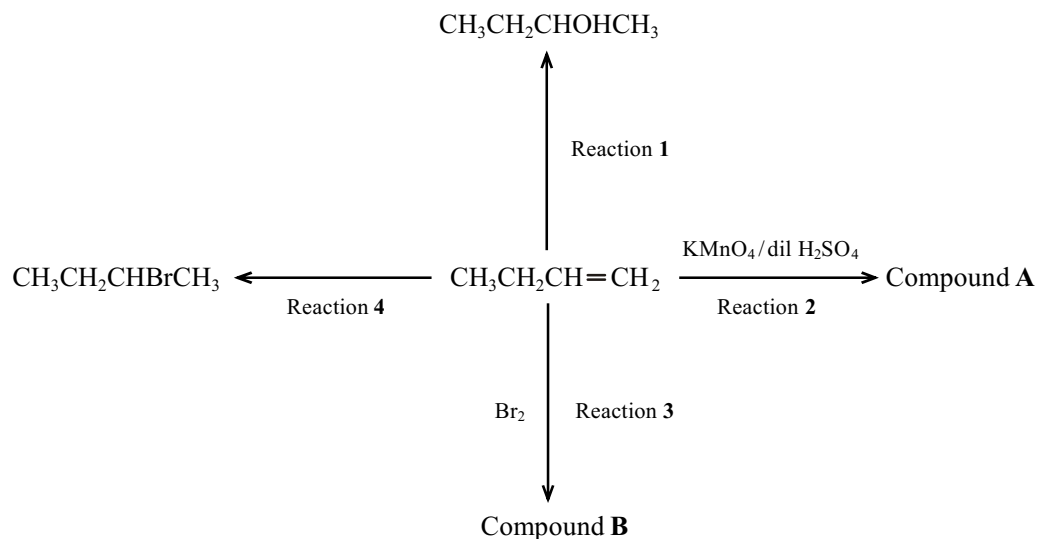 CH₃CH₂CHOHCH₃
Reaction 1
KMnO₄/dil H₂SO₄
CH₃CH₂CHBrCH₃
CH₃CH₂CH=CH₂
Compound A
Reaction 4
Reaction 2
Br₂
Reaction 3
Compound B